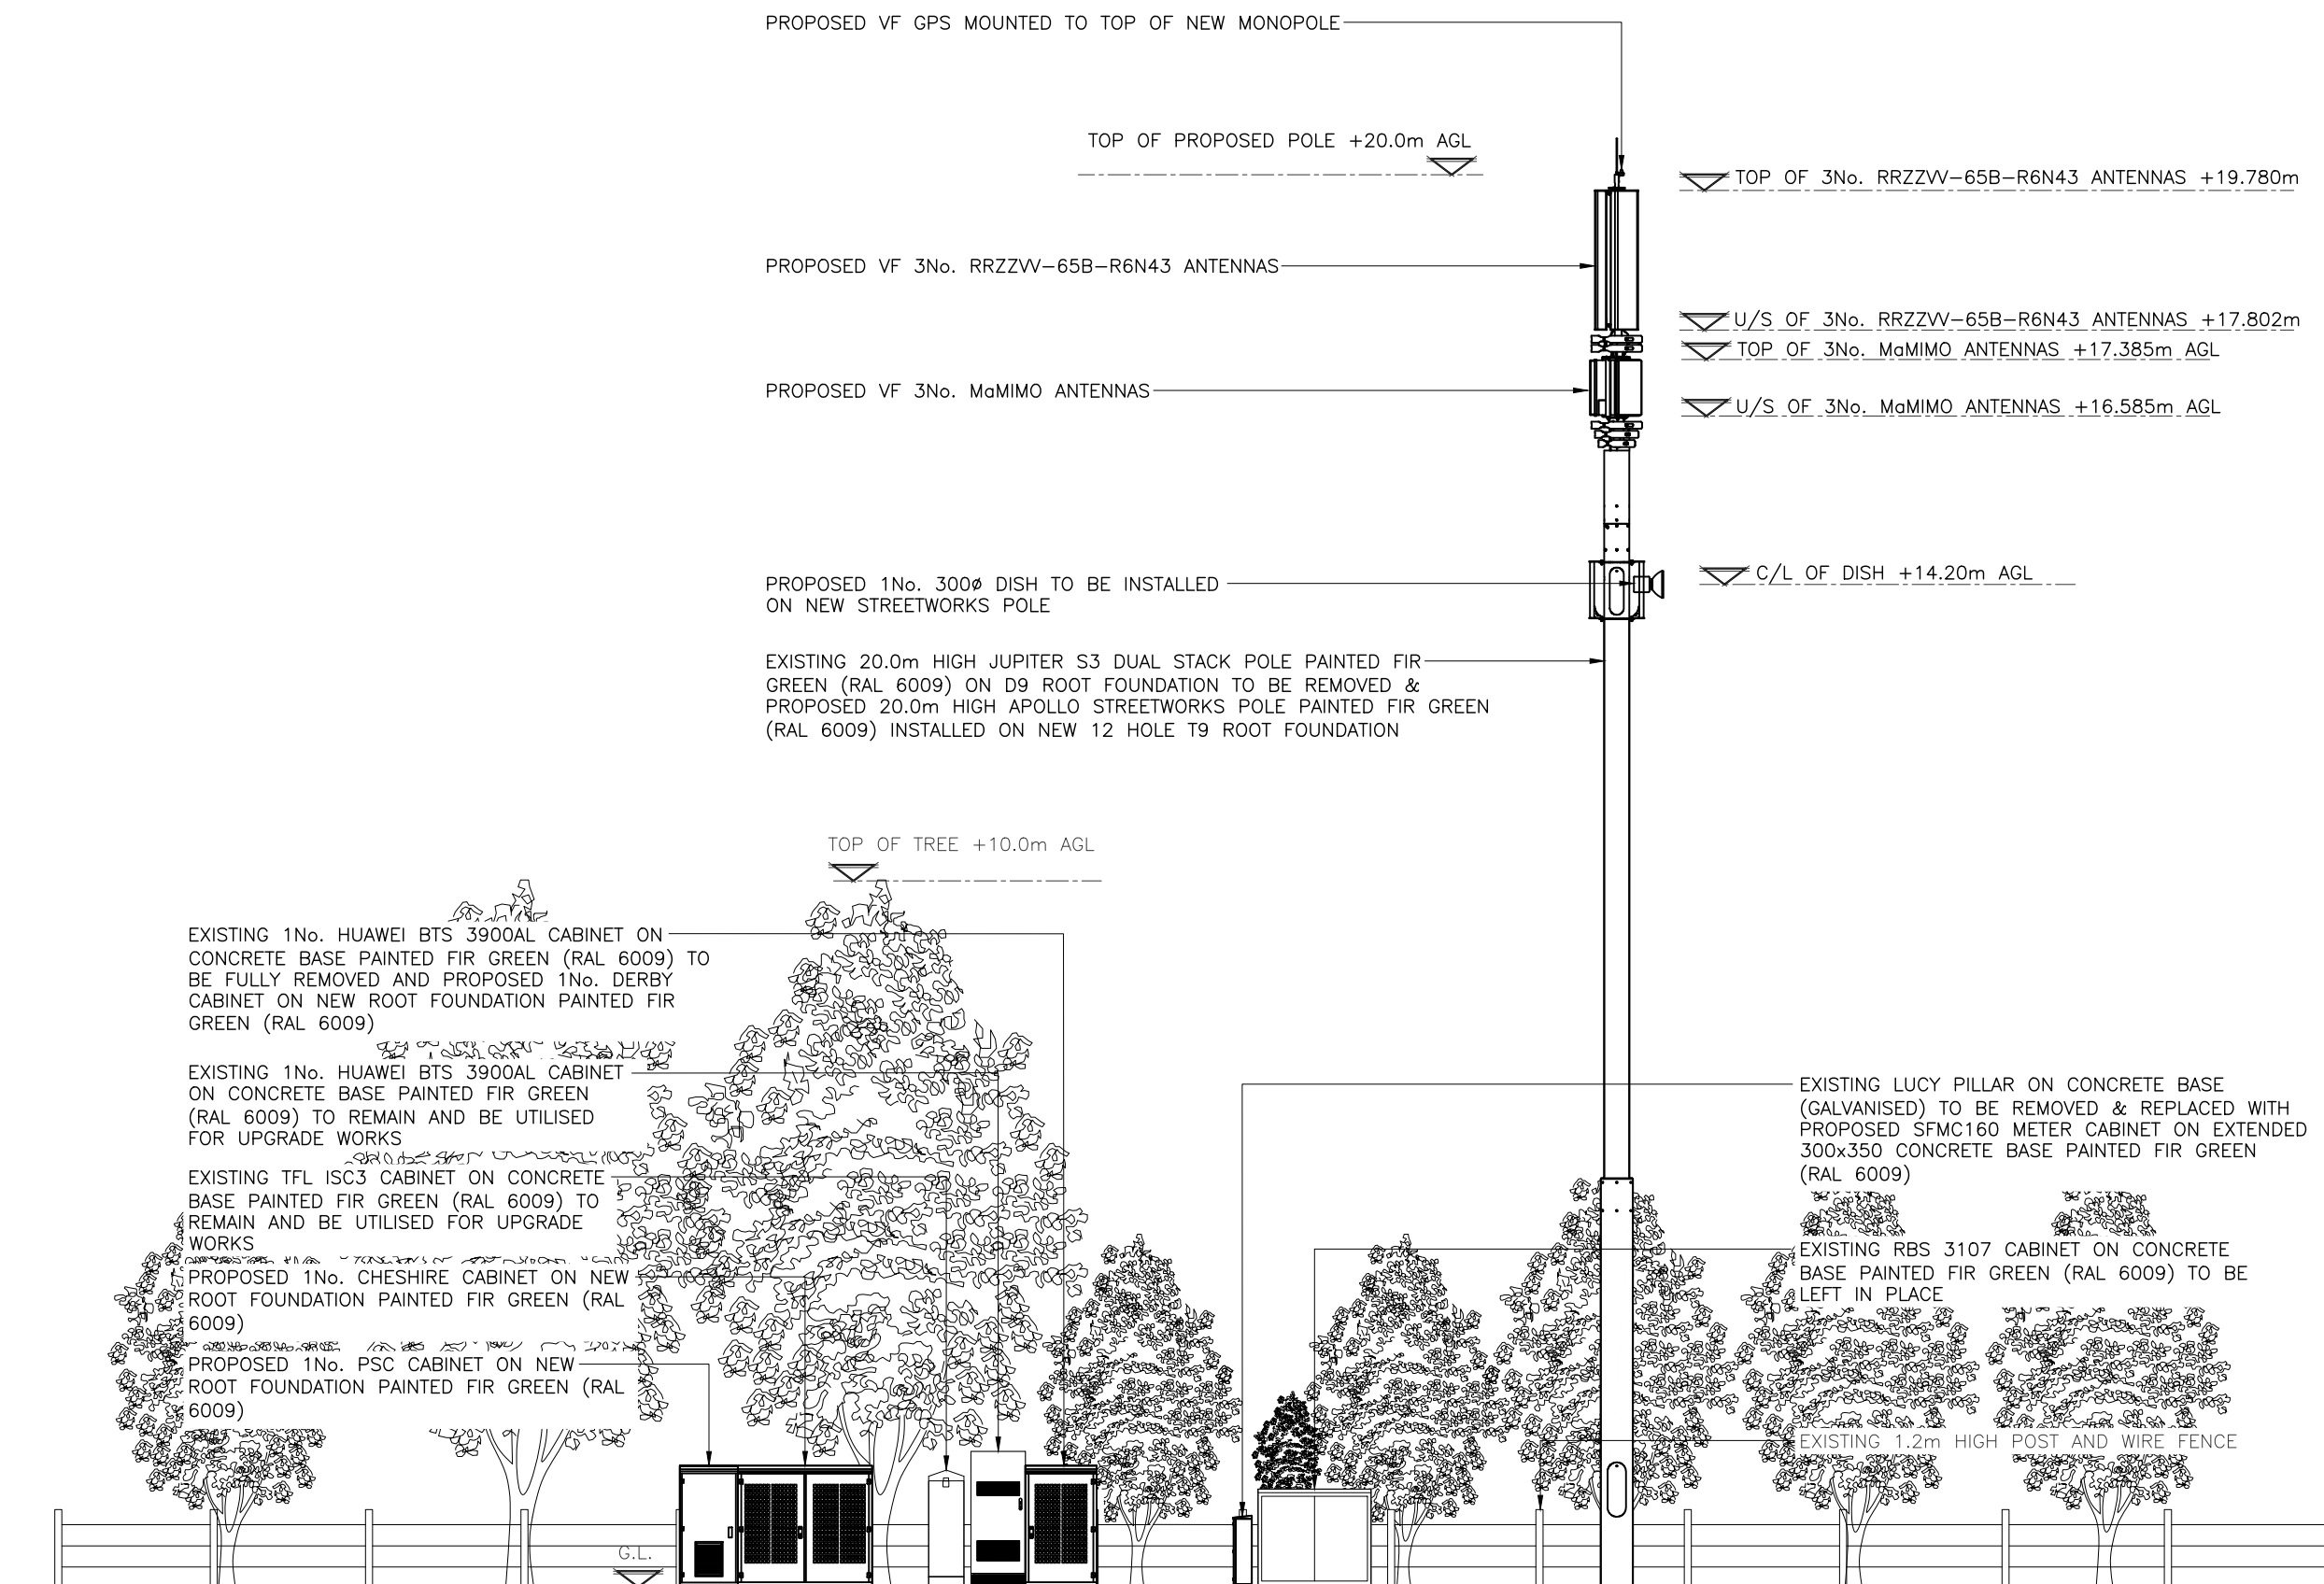 PROPOSED VF GPS MOUNTED TO TOP OF NEW MONOPOLE
TOP OF PROPOSED POLE +20.0m AGL
TOP OF 3No. RRZZVV-65B-R6N43 ANTENNAS +19.780m
PROPOSED VF 3No. RRZZVV-65B-R6N43 ANTENNAS
U/S OF 3No. RRZZVV-65B-R6N43 ANTENNAS +17.802m
TOP OF 3No. MaMIMO ANTENNAS +17.385m AGL
PROPOSED VF 3No. MaMIMO ANTENNAS
U/S OF 3No. MaMIMO ANTENNAS +16.585m AGL
PROPOSED 1No. 300ø DISH TO BE INSTALLED
ON NEW STREETWORKS POLE
C/L OF DISH +14.20m AGL
EXISTING 20.0m HIGH JUPITER S3 DUAL STACK POLE PAINTED FIR
GREEN (RAL 6009) ON D9 ROOT FOUNDATION TO BE REMOVED &
PROPOSED 20.0m HIGH APOLLO STREETWORKS POLE PAINTED FIR GREEN
(RAL 6009) INSTALLED ON NEW 12 HOLE T9 ROOT FOUNDATION
TOP OF TREE +10.0m AGL
EXISTING 1No. HUAWEI BTS 3900AL CABINET ON
CONCRETE BASE PAINTED FIR GREEN (RAL 6009) TO
BE FULLY REMOVED AND PROPOSED 1No. DERBY
CABINET ON NEW ROOT FOUNDATION PAINTED FIR
GREEN (RAL 6009)
EXISTING 1No. HUAWEI BTS 3900AL CABINET
ON CONCRETE BASE PAINTED FIR GREEN
(RAL 6009) TO REMAIN AND BE UTILISED
FOR UPGRADE WORKS
EXISTING TFL ISC3 CABINET ON CONCRETE
BASE PAINTED FIR GREEN (RAL 6009) TO
REMAIN AND BE UTILISED FOR UPGRADE
WORKS
PROPOSED 1No. CHESHIRE CABINET ON NEW
ROOT FOUNDATION PAINTED FIR GREEN (RAL
6009)
PROPOSED 1No. PSC CABINET ON NEW
ROOT FOUNDATION PAINTED FIR GREEN (RAL
6009)
EXISTING LUCY PILLAR ON CONCRETE BASE
(GALVANISED) TO BE REMOVED & REPLACED WITH
PROPOSED SFMC160 METER CABINET ON EXTENDED
300x350 CONCRETE BASE PAINTED FIR GREEN
(RAL 6009)
EXISTING RBS 3107 CABINET ON CONCRETE
BASE PAINTED FIR GREEN (RAL 6009) TO BE
LEFT IN PLACE
EXISTING 1.2m HIGH POST AND WIRE FENCE
G.L.